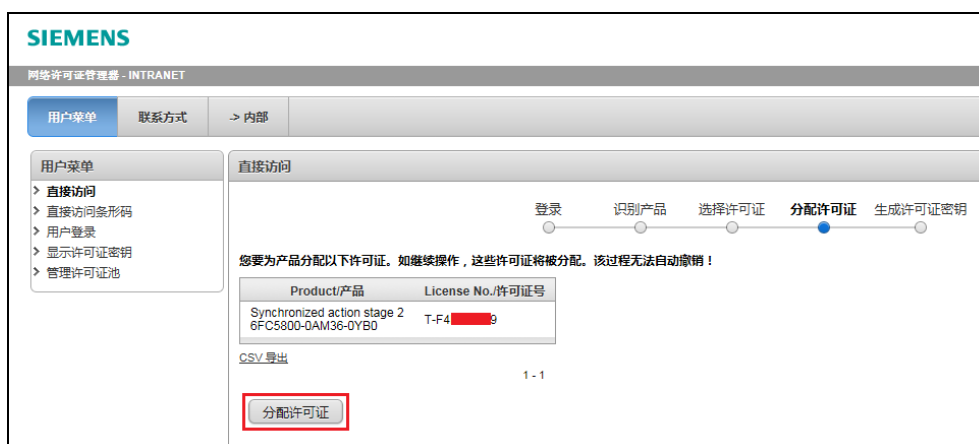 SIEMENS
网络许可证管理器 - INTRANET
用户菜单 联系方式 -> 内部
用户菜单
直接访问
直接访问条形码
用户登录
显示许可证密钥
管理许可证池
直接访问
登录 识别产品 选择许可证 分配许可证 生成许可证密钥
您要为产品分配以下许可证。如继续操作，这些许可证将被分配。该过程无法自动撤销！
Product/产品 License No./许可证号
Synchronized action stage 2
6FC5800-0AM36-0YB0 T-F4 9
CSV 导出
1 - 1
分配许可证